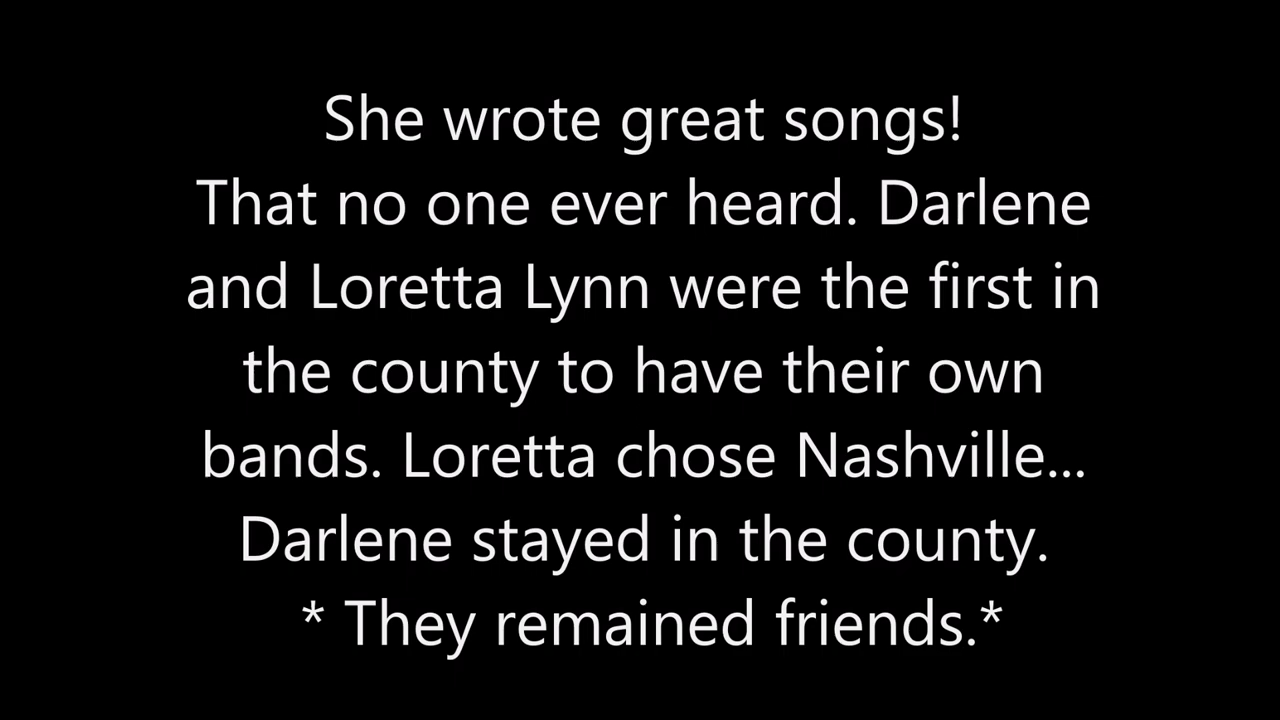 She wrote great songs!
That no one ever heard. Darlene
and Loretta Lynn were the first in
the county to have their own
bands. Loretta chose Nashville...
Darlene stayed in the county.
* They remained friends.*